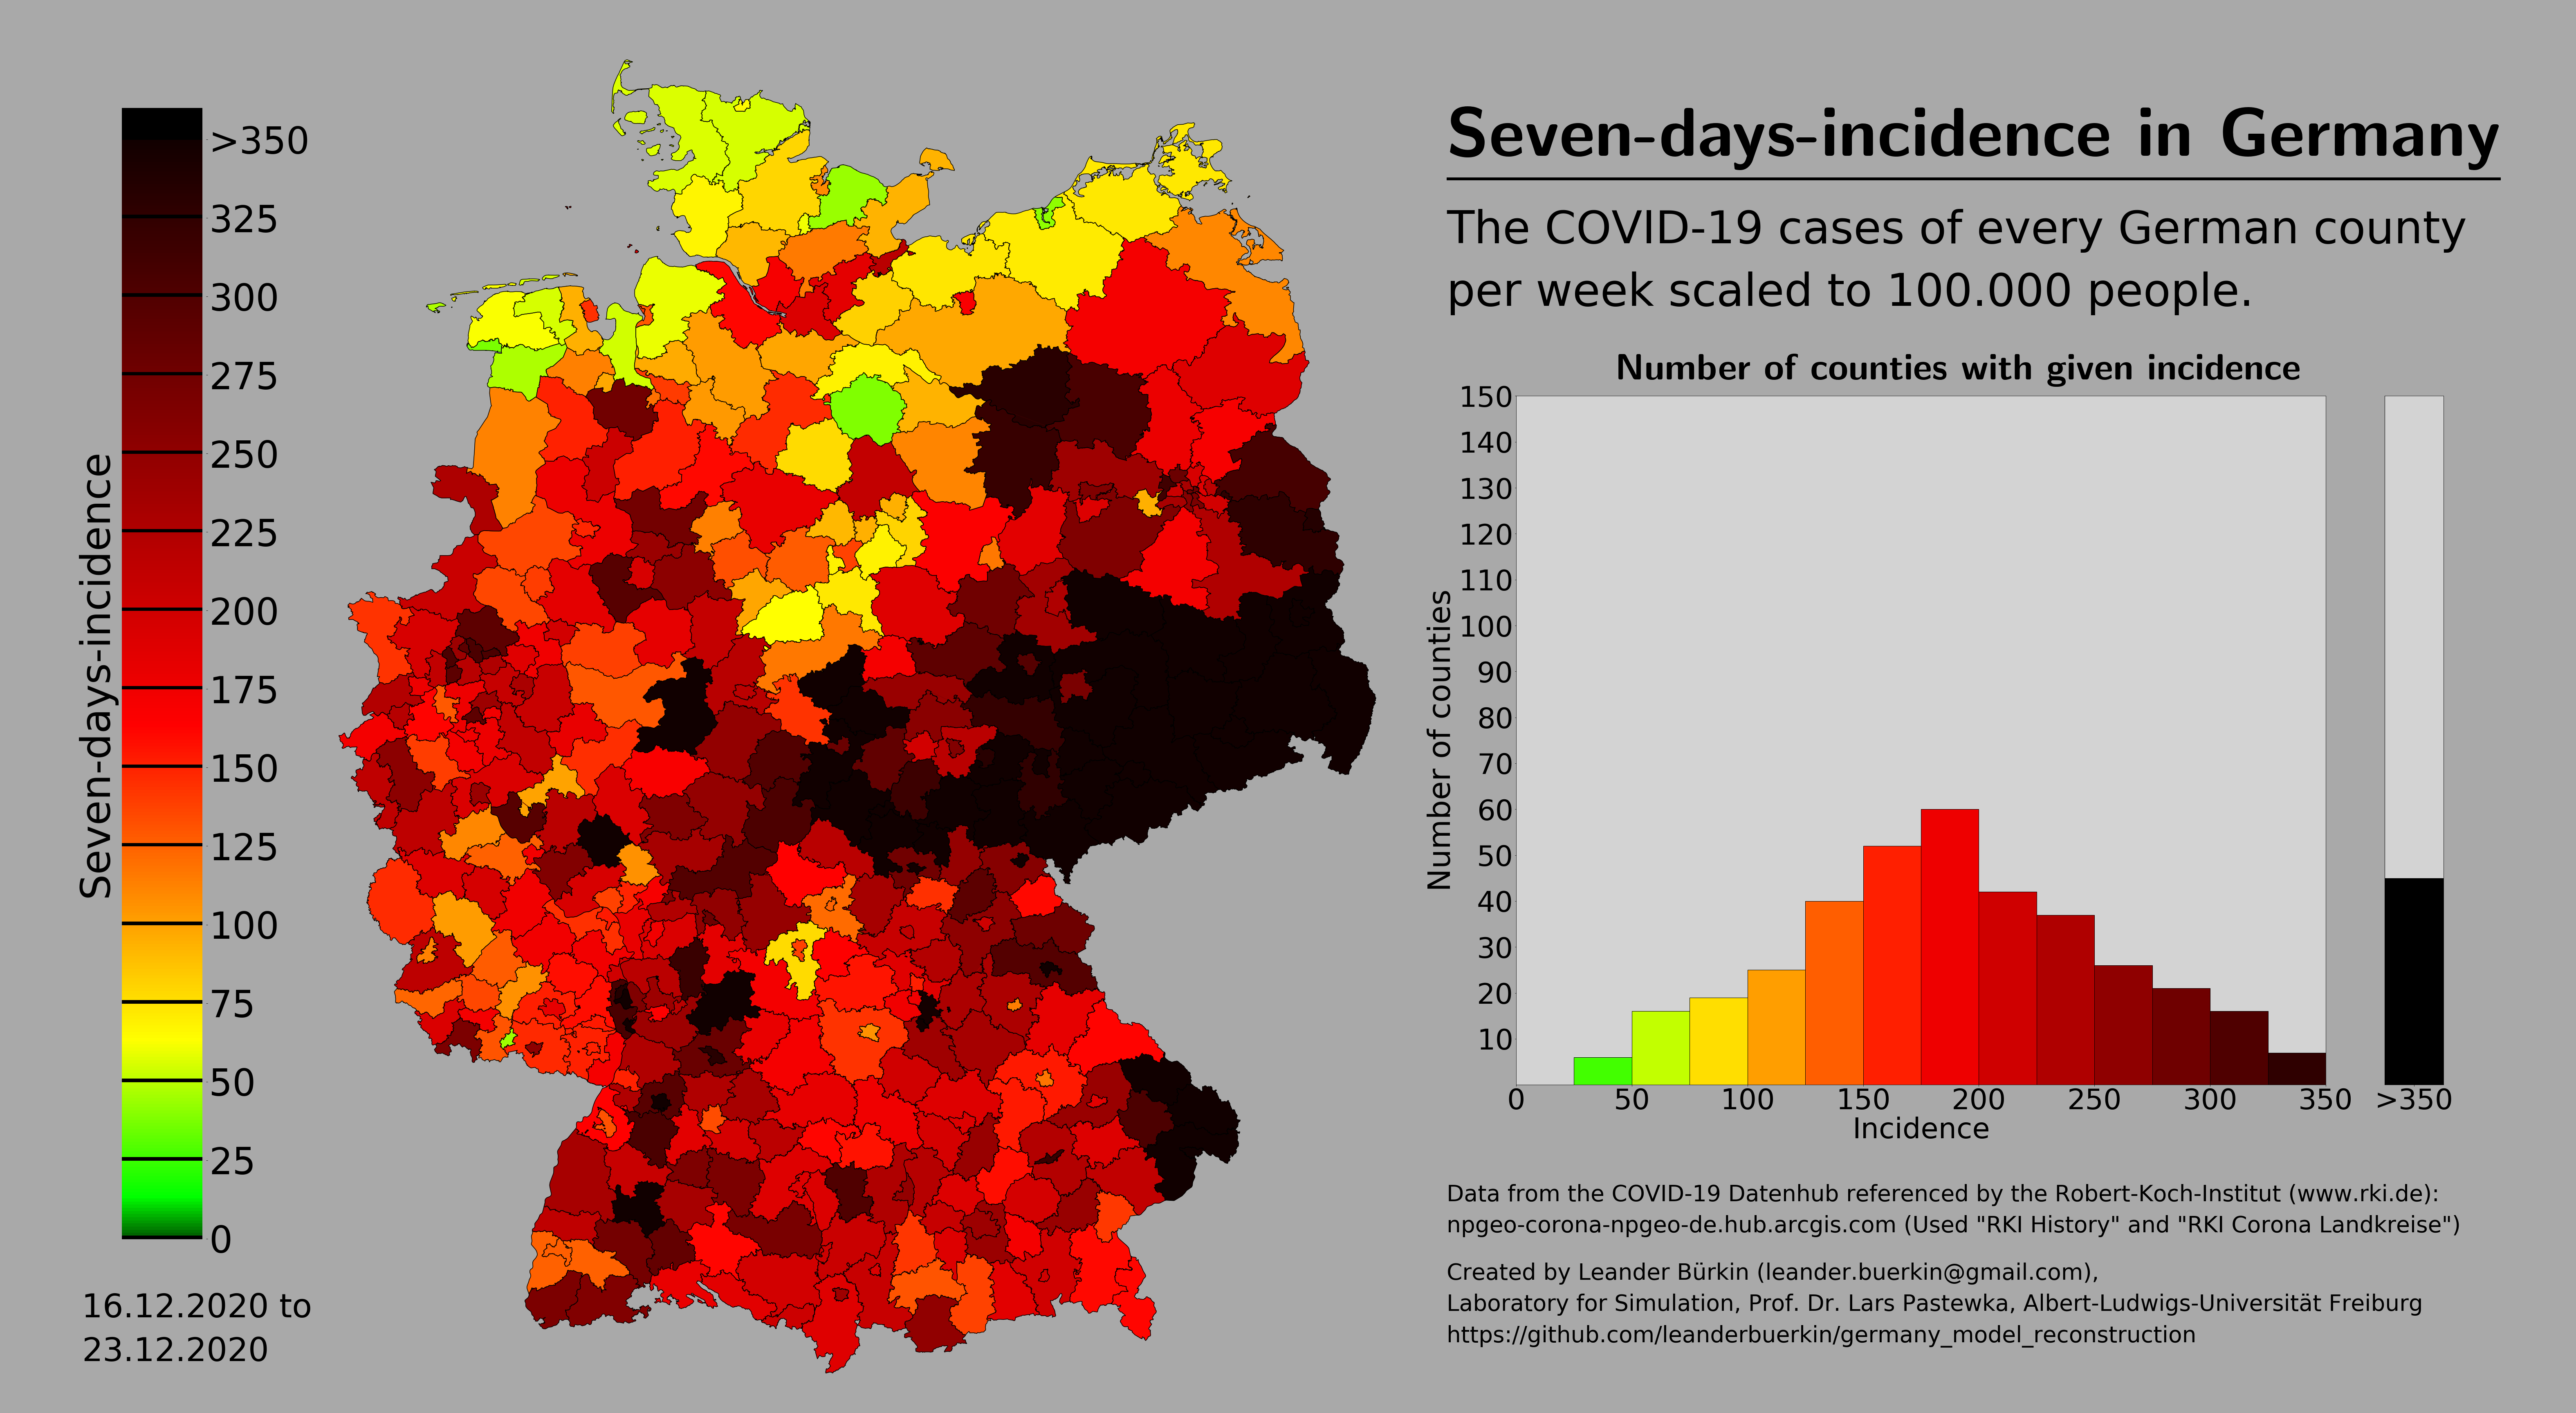 Seven-days-incidence in Germany
The COVID-19 cases of every German county
per week scaled to 100.000 people.
Seven-days-incidence
>350
325
300
275
250
225
200
175
150
125
100
75
50
25
0
16.12.2020 to
23.12.2020
Number of counties with given incidence
Number of counties
150
140
130
120
110
100
90
80
70
60
50
40
30
20
10
0 50 100 150 200 250 300 350 >350
Incidence
Data from the COVID-19 Datenhub referenced by the Robert-Koch-Institut (www.rki.de):
npgeo-corona-npgeo-de.hub.arcgis.com (Used "RKI History" and "RKI Corona Landkreise")
Created by Leander Bürkin (leander.buerkin@gmail.com),
Laboratory for Simulation, Prof. Dr. Lars Pastewka, Albert-Ludwigs-Universität Freiburg
https://github.com/leanderbuerkin/germany_model_reconstruction